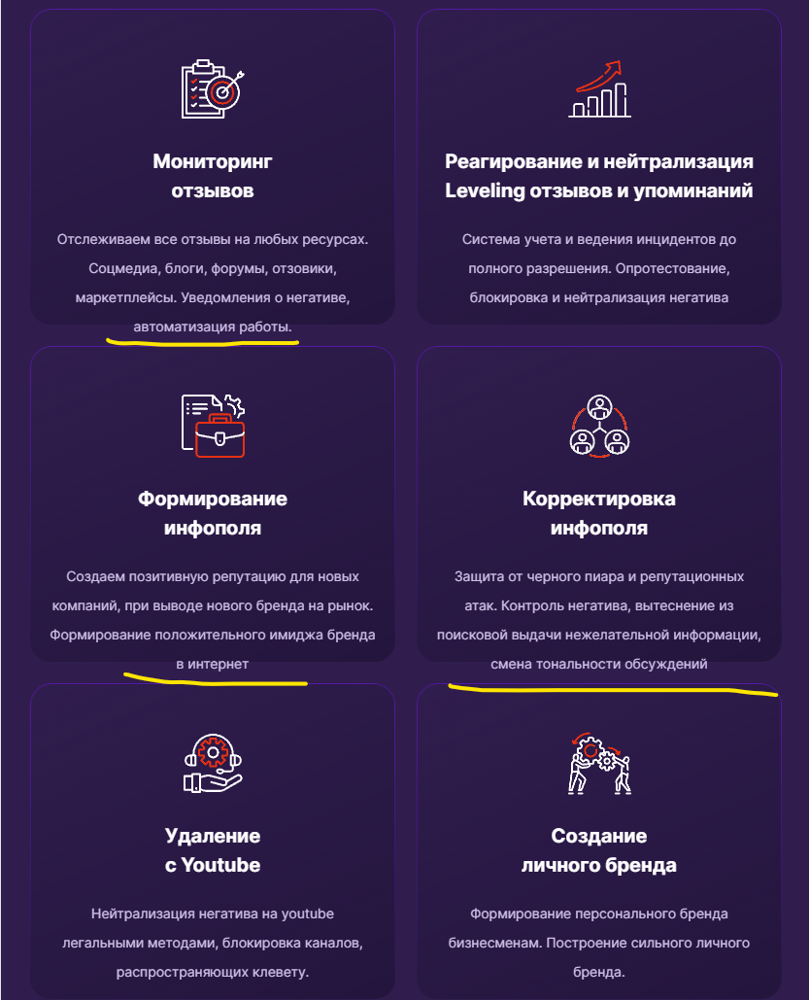 Мониторинг
отзывов
Отслеживаем все отзывы на любых ресурсах.
Соцмедиа, блоги, форумы, отзовики,
маркетплейсы. Уведомления о негативе,
автоматизация работы.
Реагирование и нейтрализация
Leveling отзывов и упоминаний
Система учета и ведения инцидентов до
полного разрешения. Опротестование,
блокировка и нейтрализация негатива
Формирование
инфополя
Создаем позитивную репутацию для новых
компаний, при выводе нового бренда на рынок.
Формирование положительного имиджа бренда
в интернет
Корректировка
инфополя
Защита от черного пиара и репутационных
атак. Контроль негатива, вытеснение из
поисковой выдачи нежелательной информации,
смена тональности обсуждений
Удаление
с Youtube
Нейтрализация негатива на youtube
легальными методами, блокировка каналов,
распространяющих клевету.
Создание
личного бренда
Формирование персонального бренда
бизнесменам. Построение сильного личного
бренда.